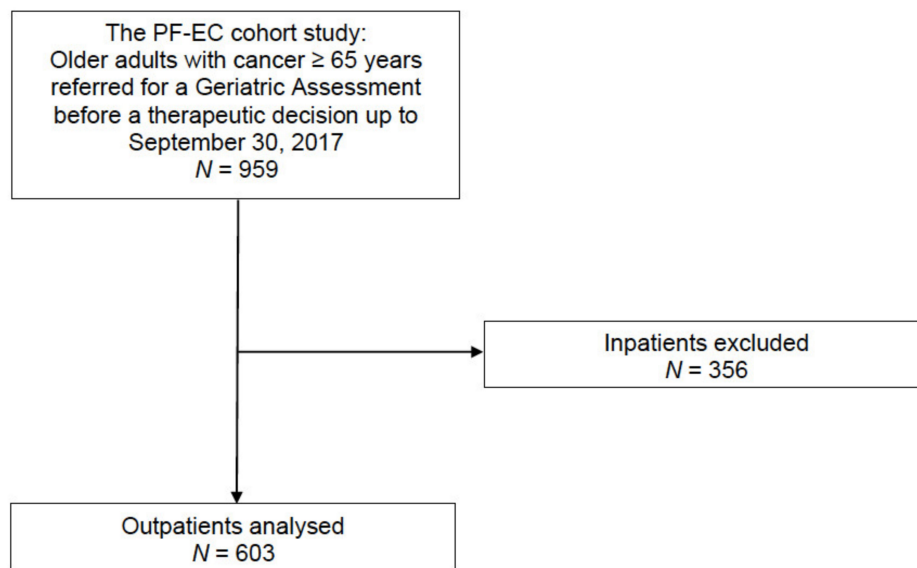 The PF-EC cohort study:
Older adults with cancer ≥ 65 years
referred for a Geriatric Assessment
before a therapeutic decision up to
September 30, 2017
N = 959
Inpatients excluded
N = 356
Outpatients analysed
N = 603